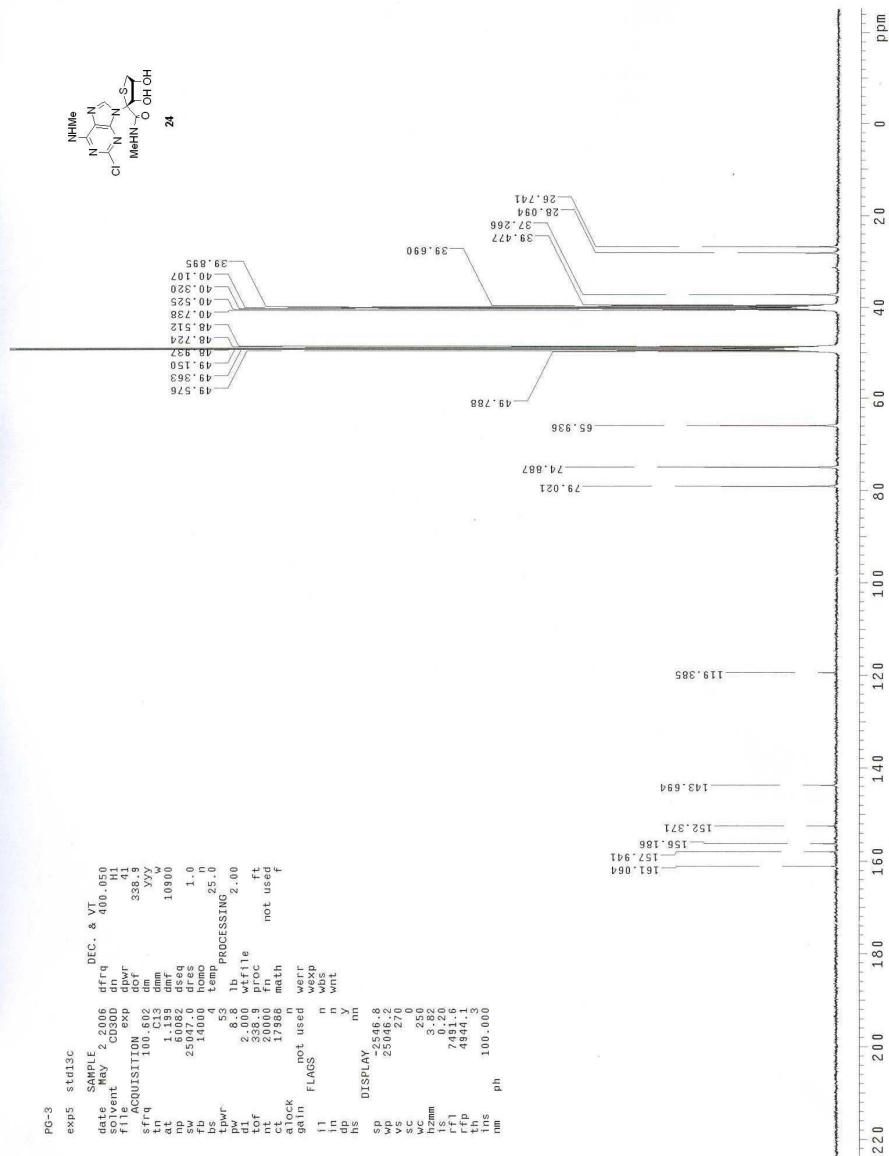 PG-3
exp5 std13c
SAMPLE DEC. & VT
date May 2 2006 dfrq 400.050
solvent CD3OD dn H1
file exp dpwr 41
ACQUISITION dof 338.9
sfrq 100.602 dm yyy
tn C13 dmm w
at 1.199 dmf 10900
np 60082 dseq
sw 25047.0 dres 1.0
fb 14000 homo n
bs 4 temp 25.0
tpwr 53 PROCESSING
pw 8.8 lb 2.00
d1 2.000 wtfile
tof 338.9 proc ft
nt 20000 fn not used
ct 17988 math f
alock n
gain not used werr
FLAGS wexp
il n wbs
in n wnt
dp y
hs nn
DISPLAY
sp -2546.8
wp 25046.2
vs 270
sc 0
wc 250
hzmm 3.82
is 0.20
rfl 7491.6
rfp 4944.1
th 3
ins 100.000
nm ph
NHMe
N N
Cl N N S
MeHN OH OH
O
24
161.064
157.941
156.186
152.371
143.694
119.385
79.021
74.887
65.936
49.788
49.576
49.363
49.150
48.937
48.724
48.512
40.738
40.525
40.320
40.107
39.895
39.690
39.477
37.266
28.094
26.741
220 200 180 160 140 120 100 80 60 40 20 0 ppm